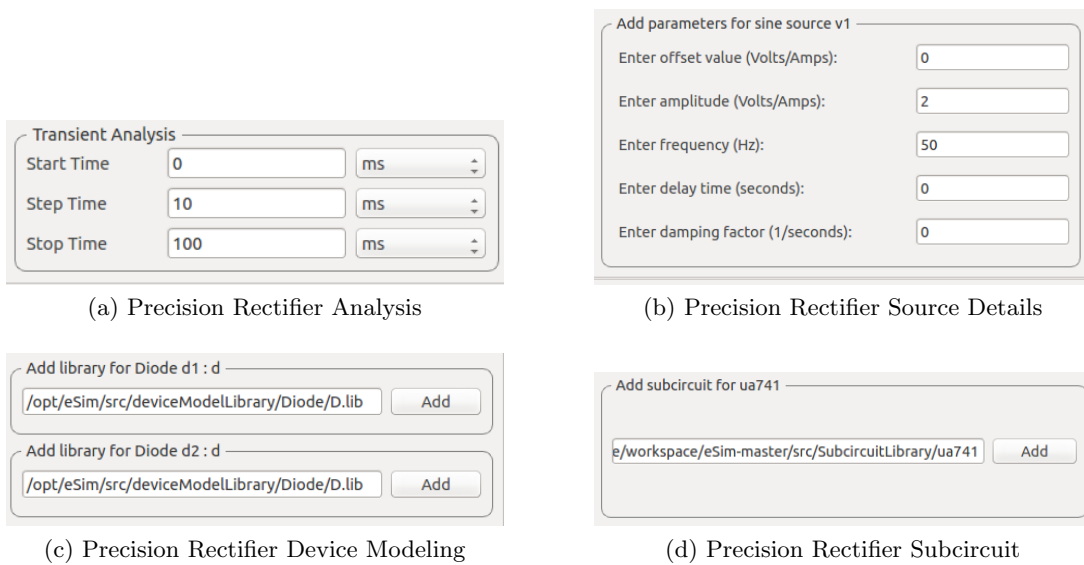 Transient Analysis
Start Time 0 ms
Step Time 10 ms
Stop Time 100 ms
(a) Precision Rectifier Analysis
Add parameters for sine source v1
Enter offset value (Volts/Amps): 0
Enter amplitude (Volts/Amps): 2
Enter frequency (Hz): 50
Enter delay time (seconds): 0
Enter damping factor (1/seconds): 0
(b) Precision Rectifier Source Details
Add library for Diode d1 : d
/opt/eSim/src/deviceModelLibrary/Diode/D.lib Add
Add library for Diode d2 : d
/opt/eSim/src/deviceModelLibrary/Diode/D.lib Add
(c) Precision Rectifier Device Modeling
Add subcircuit for ua741
e/workspace/eSim-master/src/SubcircuitLibrary/ua741 Add
(d) Precision Rectifier Subcircuit